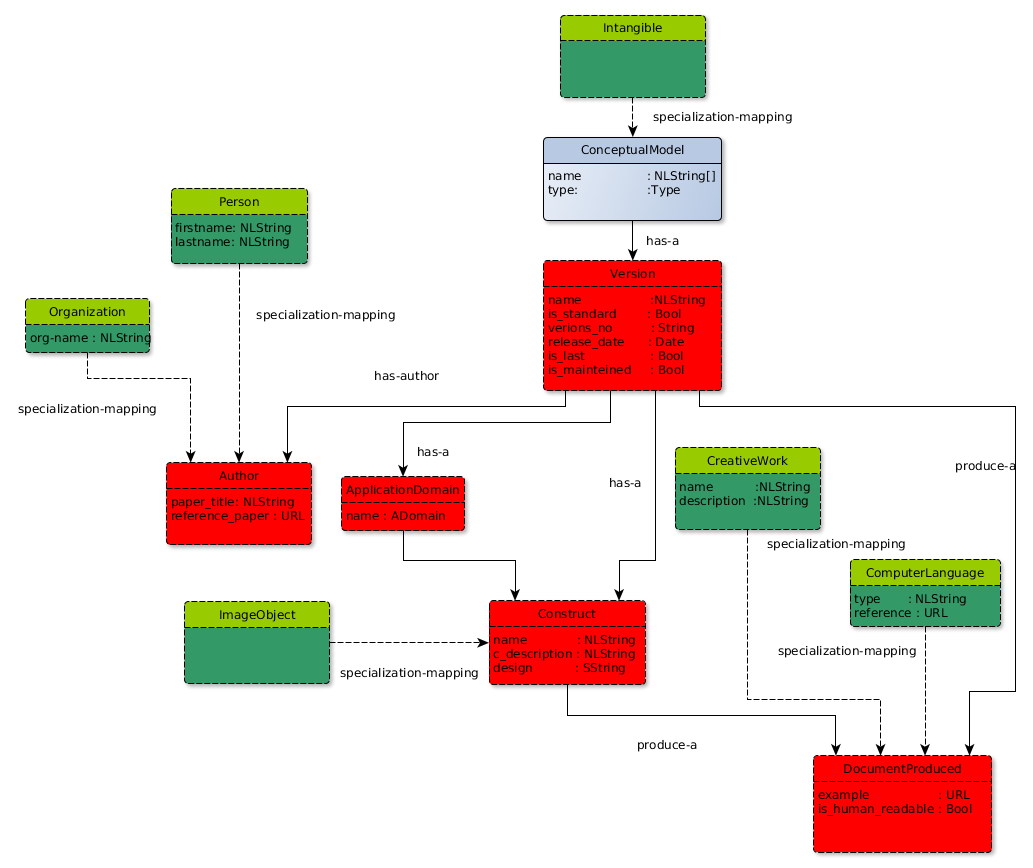 Intangible
specialization-mapping
ConceptualModel
name : NLString[]
type: :Type
has-a
Person
firstname: NLString
lastname: NLString
Version
name :NLString
is_standard : Bool
verions_no : String
release_date : Date
is_last : Bool
is_mainteined : Bool
Organization
org-name : NLString
specialization-mapping
specialization-mapping
has-author
has-a
has-a
produce-a
Author
paper_title: NLString
reference_paper : URL
ApplicationDomain
name : ADomain
CreativeWork
name :NLString
description :NLString
specialization-mapping
ComputerLanguage
type : NLString
reference : URL
specialization-mapping
ImageObject
specialization-mapping
Construct
name : NLString
c_description : NLString
design : SString
produce-a
DocumentProduced
example : URL
is_human_readable : Bool